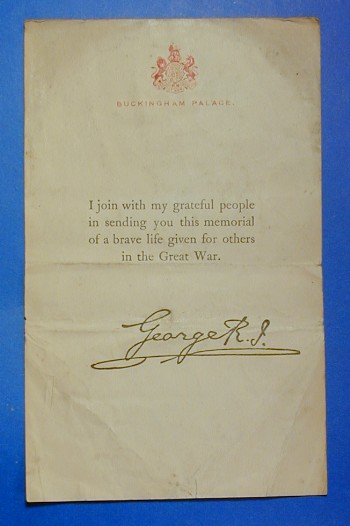 BUCKINGHAM PALACE.
I join with my grateful people
in sending you this memorial
of a brave life given for others
in the Great War.
George R.I.